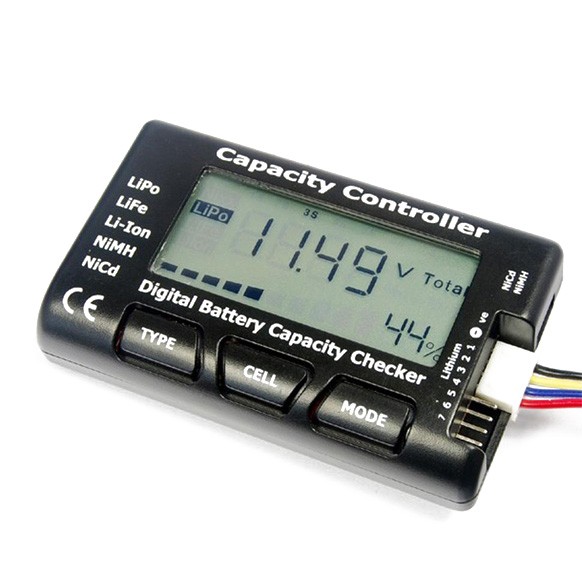 Capacity Controller
LiPo
LiFe
Li-Ion
NiMH
NiCd
CE
LiPo
3S
11.49 V Total
44%
Digital Battery Capacity Checker
TYPE
CELL
MODE
NiCd
NiMH
ve
Lithium
7 6 5 4 3 2 1 -